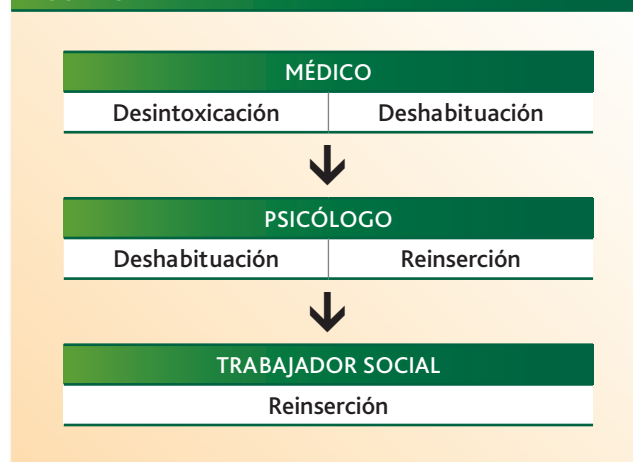 MÉDICO
Desintoxicación Deshabituación
PSICÓLOGO
Deshabituación Reinserción
TRABAJADOR SOCIAL
Reinserción